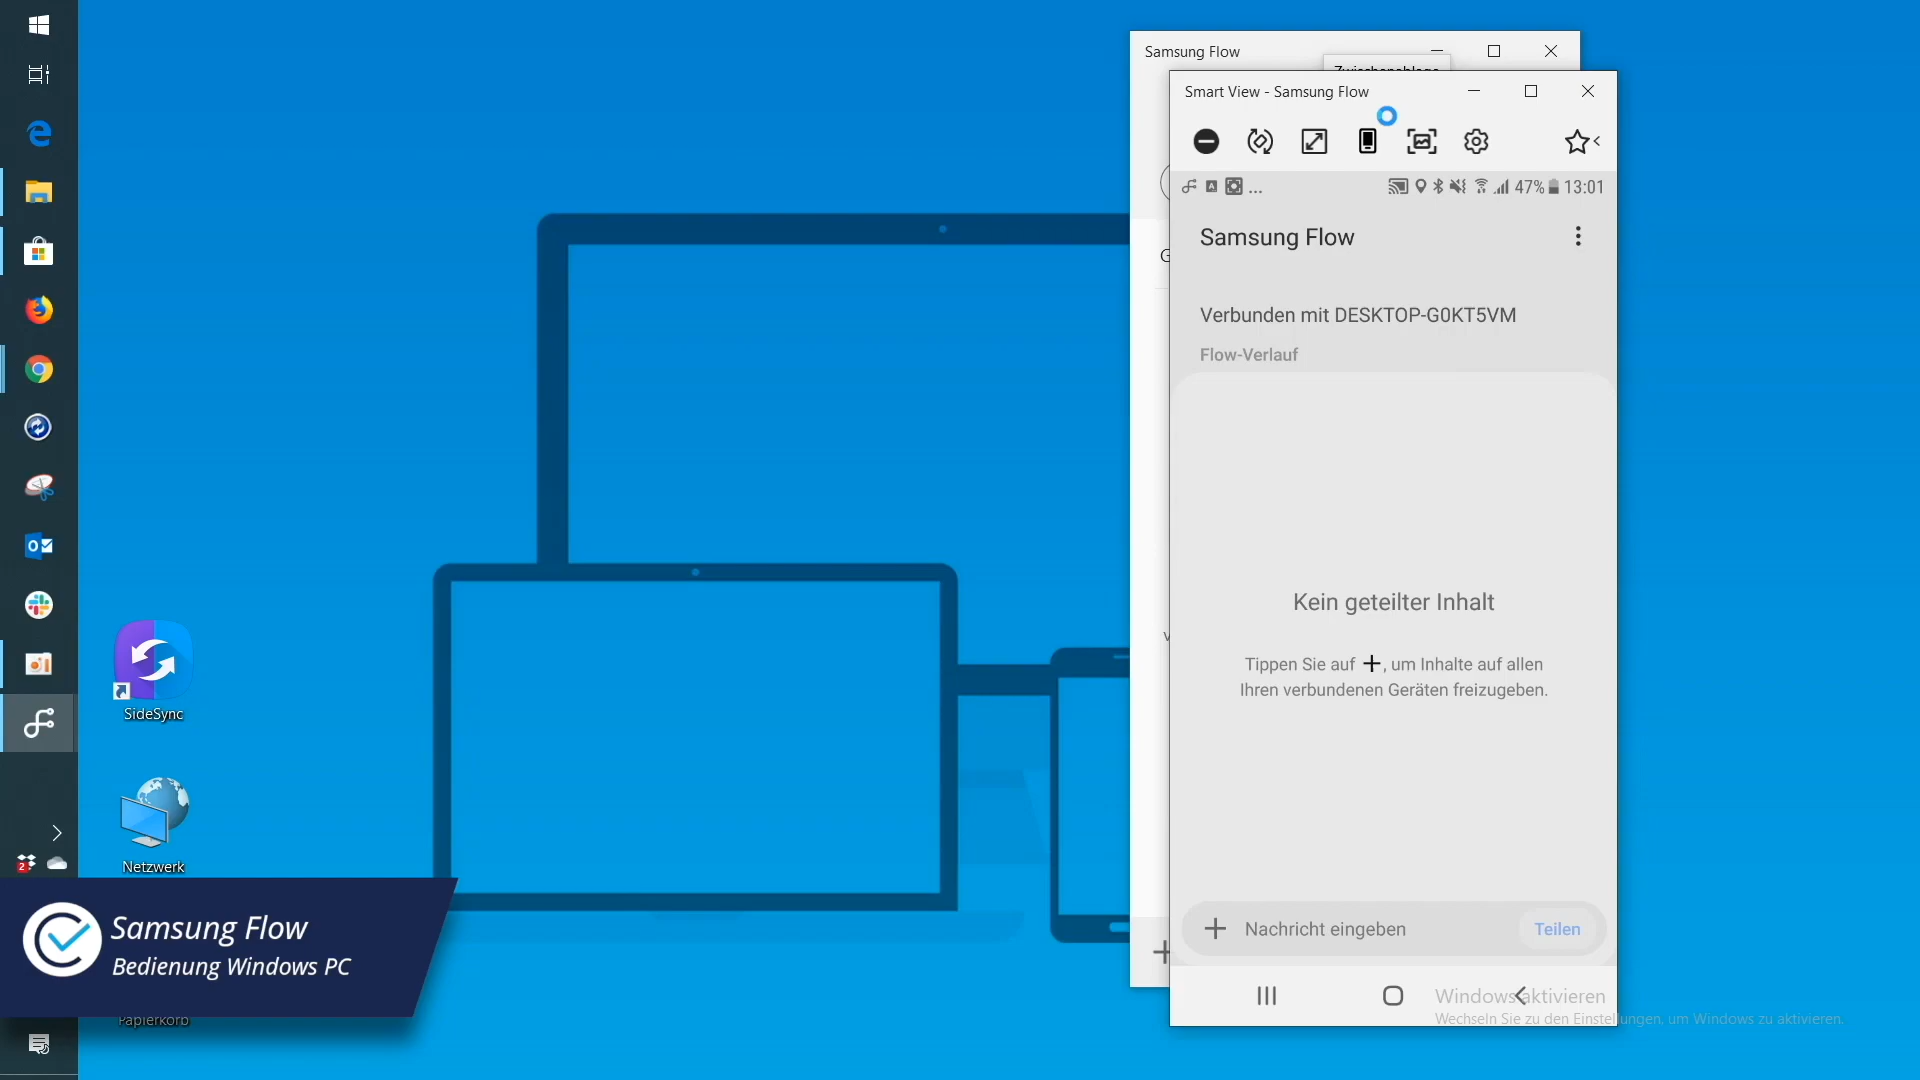 Samsung Flow
Zwischenablage
Smart View - Samsung Flow
...
47%
13:01
Samsung Flow
Verbunden mit DESKTOP-G0KT5VM
Flow-Verlauf
Kein geteilter Inhalt
Tippen Sie auf +, um Inhalte auf allen
Ihren verbundenen Geräten freizugeben.
Nachricht eingeben
Teilen
Windows aktivieren
Wechseln Sie zu den Einstellungen, um Windows zu aktivieren.
SideSync
Netzwerk
2
Samsung Flow
Bedienung Windows PC
Papierkorb